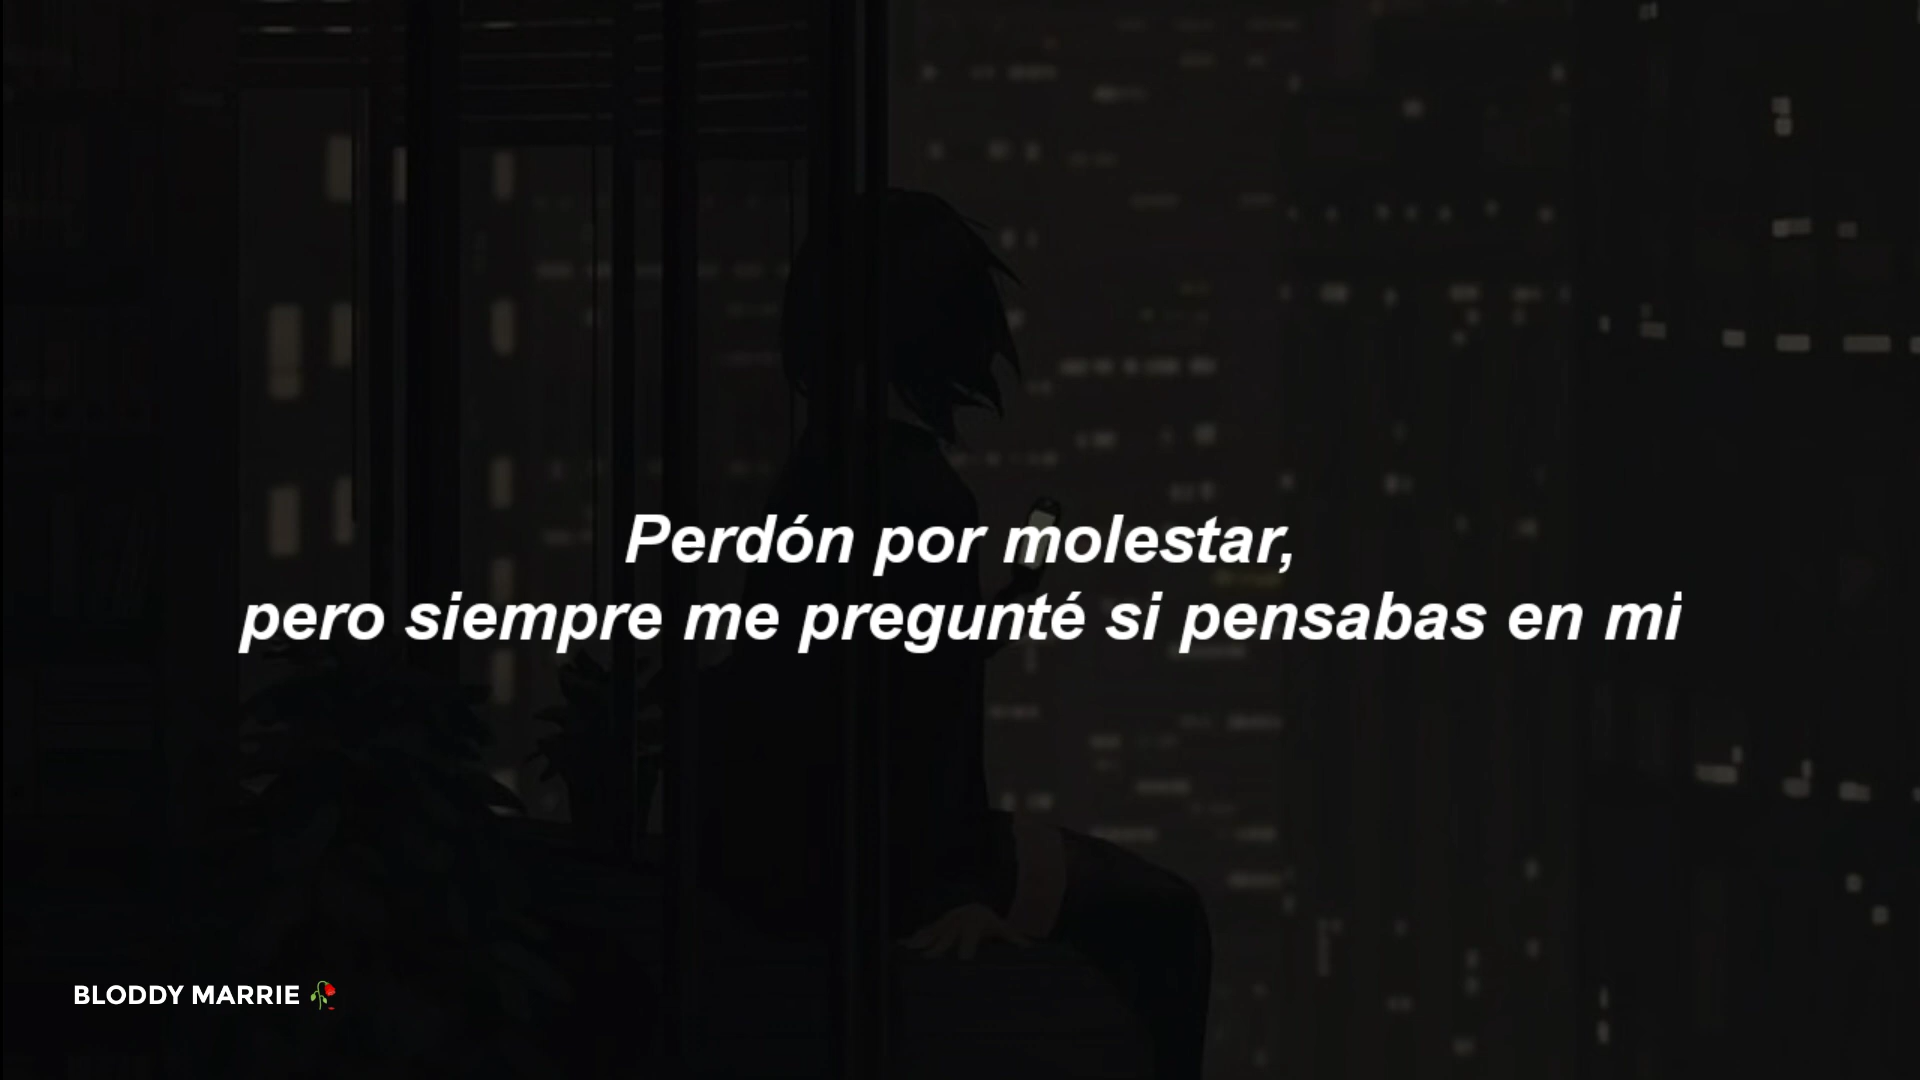 Perdón por molestar,
pero siempre me pregunté si pensabas en mi
BLODDY MARRIE 🥀